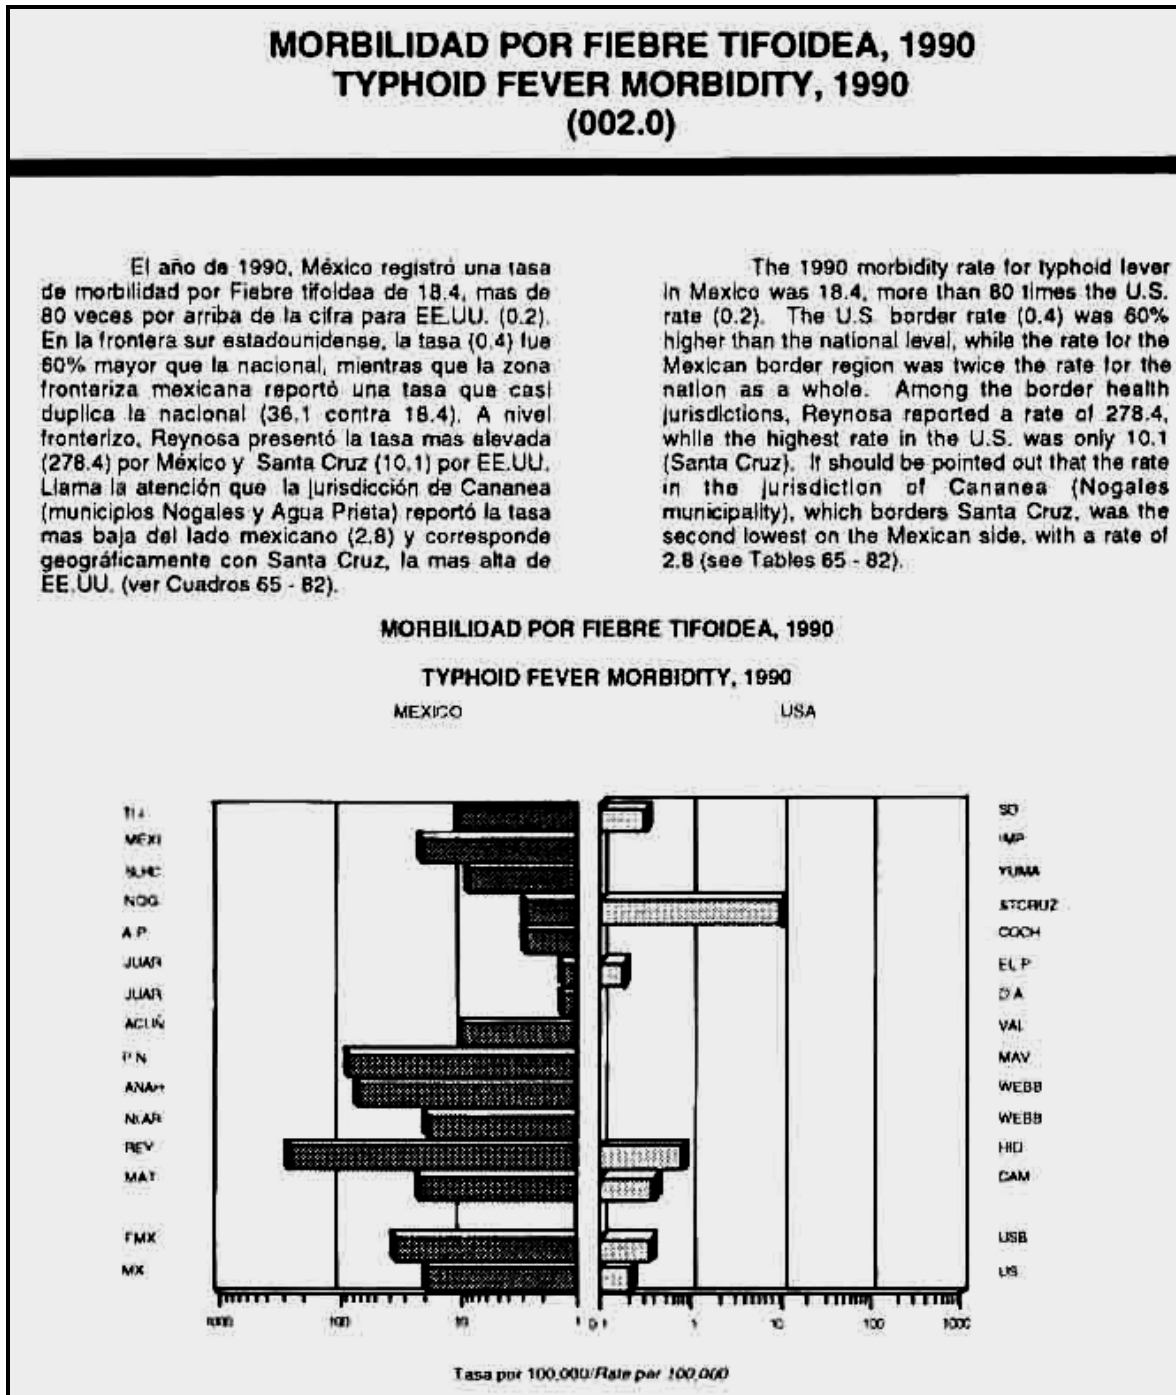 MORBILIDAD POR FIEBRE TIFOIDEA, 1990
TYPHOID FEVER MORBIDITY, 1990
(002.0)
El año de 1990, México registró una tasa
de morbilidad por Fiebre tifoidea de 18.4, mas de
80 veces por arriba de la cifra para EE.UU. (0.2).
En la frontera sur estadounidense, la tasa (0.4) fue
60% mayor que la nacional, mientras que la zona
fronteriza mexicana reportó una tasa que casi
duplica la nacional (36.1 contra 18.4). A nivel
fronterizo, Reynosa presentó la tasa mas elevada
(278.4) por México y Santa Cruz (10.1) por EE.UU.
Llama la atención que la jurisdicción de Cananea
(municipios Nogales y Agua Prieta) reportó la tasa
mas baja del lado mexicano (2.8) y corresponde
geográficamente con Santa Cruz, la mas alta de
EE.UU. (ver Cuadros 65 - 82).
The 1990 morbidity rate for typhoid fever
in Mexico was 18.4, more than 80 times the U.S.
rate (0.2). The U.S. border rate (0.4) was 60%
higher than the national level, while the rate for the
Mexican border region was twice the rate for the
nation as a whole. Among the border health
jurisdictions, Reynosa reported a rate of 278.4,
while the highest rate in the U.S. was only 10.1
(Santa Cruz). It should be pointed out that the rate
in the jurisdiction of Cananea (Nogales
municipality), which borders Santa Cruz, was the
second lowest on the Mexican side, with a rate of
2.8 (see Tables 65 - 82).
MORBILIDAD POR FIEBRE TIFOIDEA, 1990
TYPHOID FEVER MORBIDITY, 1990
MEXICO
USA
MEXI
NOG
A.P.
JUAR
JUAR
ACUÑ
P.N.
ANAH
NLAR
REY
MAT
FMX
MX
SD
IMP
YUMA
STCRUZ
COCH
EL P
VAL
MAV
WEBB
WEBB
HID
CAM
USB
US
1000 100 10 1
0.1 1 10 100 1000
Tasa por 100,000/Rate per 100,000